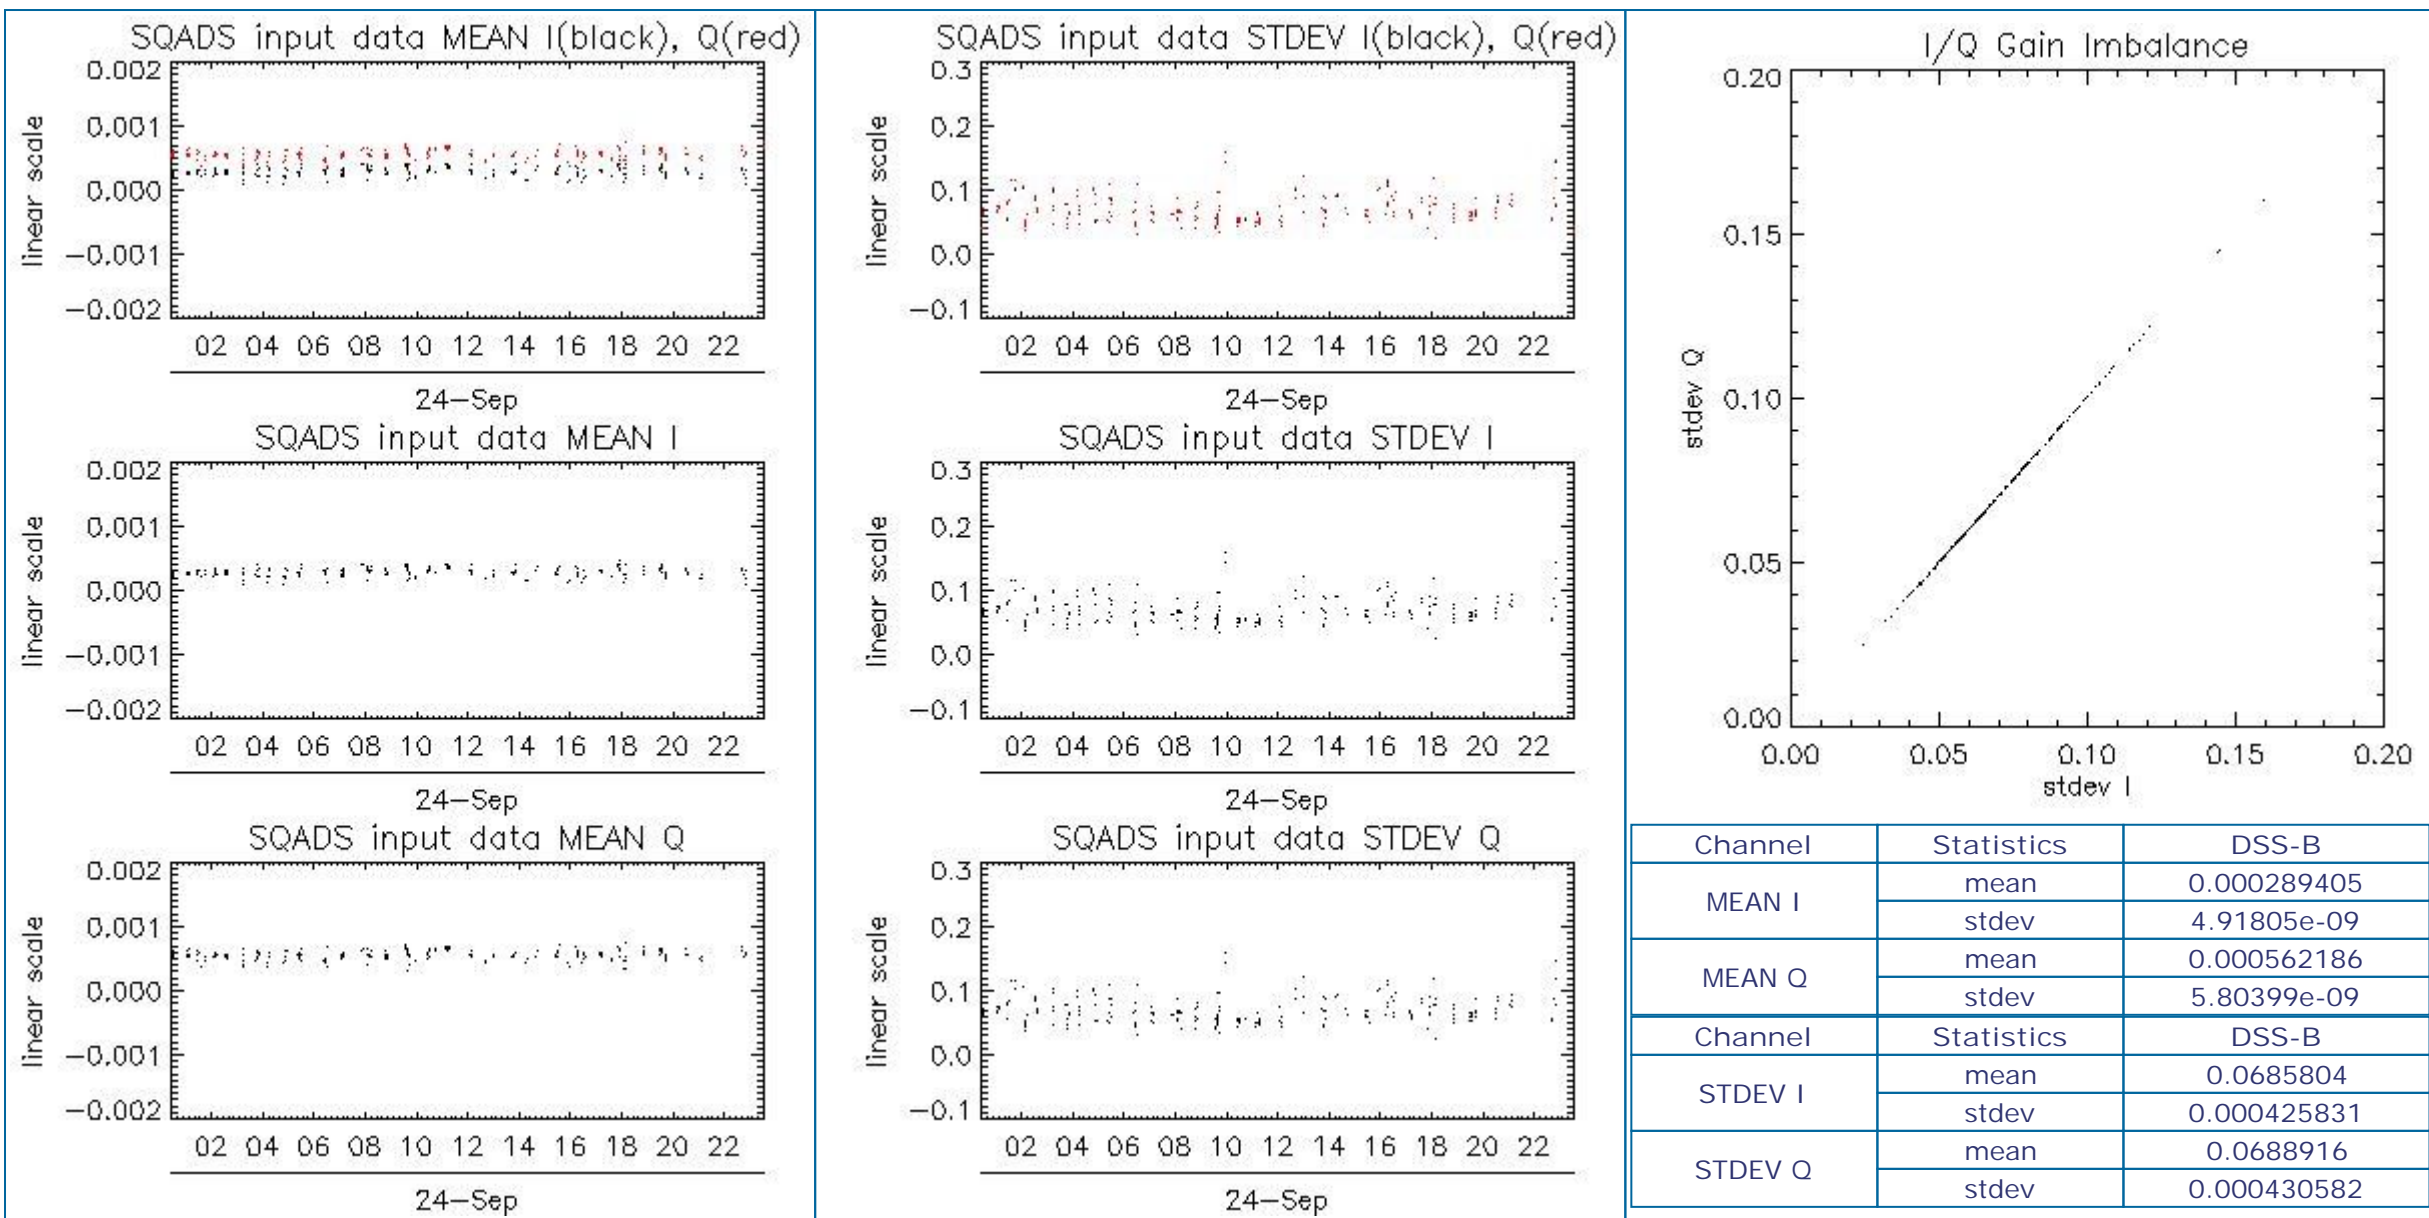 SQADS input data MEAN I(black), Q(red)
linear scale
0.002
0.001
0.000
-0.001
-0.002
02 04 06 08 10 12 14 16 18 20 22
24-Sep
SQADS input data MEAN I
linear scale
0.002
0.001
0.000
-0.001
-0.002
02 04 06 08 10 12 14 16 18 20 22
24-Sep
SQADS input data MEAN Q
linear scale
0.002
0.001
0.000
-0.001
-0.002
02 04 06 08 10 12 14 16 18 20 22
24-Sep
SQADS input data STDEV I(black), Q(red)
linear scale
0.3
0.2
0.1
0.0
-0.1
02 04 06 08 10 12 14 16 18 20 22
24-Sep
SQADS input data STDEV I
linear scale
0.3
0.2
0.1
0.0
-0.1
02 04 06 08 10 12 14 16 18 20 22
24-Sep
SQADS input data STDEV Q
linear scale
0.3
0.2
0.1
0.0
-0.1
02 04 06 08 10 12 14 16 18 20 22
24-Sep
I/Q Gain Imbalance
stdev Q
0.20
0.15
0.10
0.05
0.00
0.00 0.05 0.10 0.15 0.20
stdev I
Channel Statistics DSS-B
MEAN I mean 0.000289405
stdev 4.91805e-09
MEAN Q mean 0.000562186
stdev 5.80399e-09
Channel Statistics DSS-B
STDEV I mean 0.0685804
stdev 0.000425831
STDEV Q mean 0.0688916
stdev 0.000430582